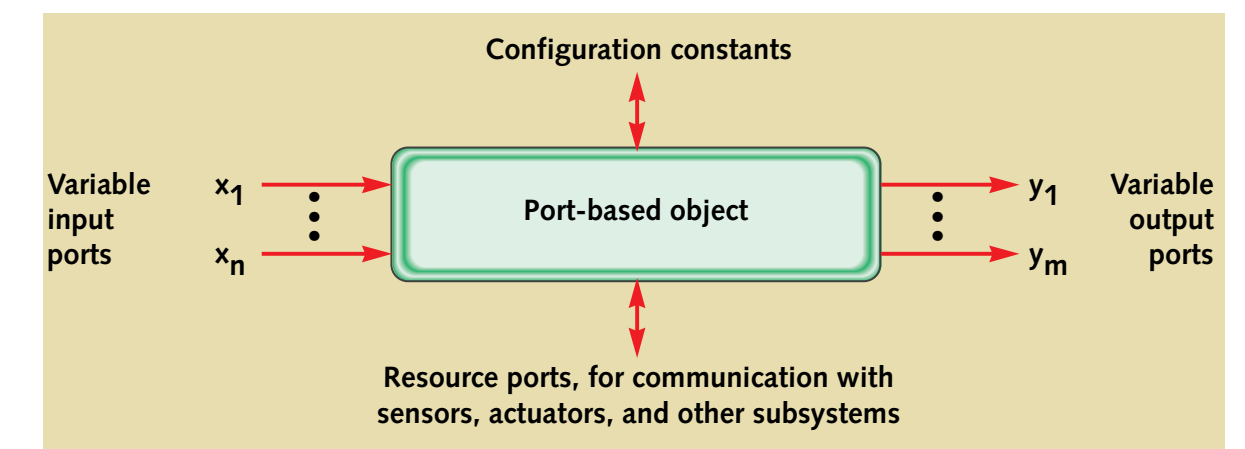 Configuration constants
Variable
input
ports
x1
xn
Port-based object
y1
ym
Variable
output
ports
Resource ports, for communication with
sensors, actuators, and other subsystems